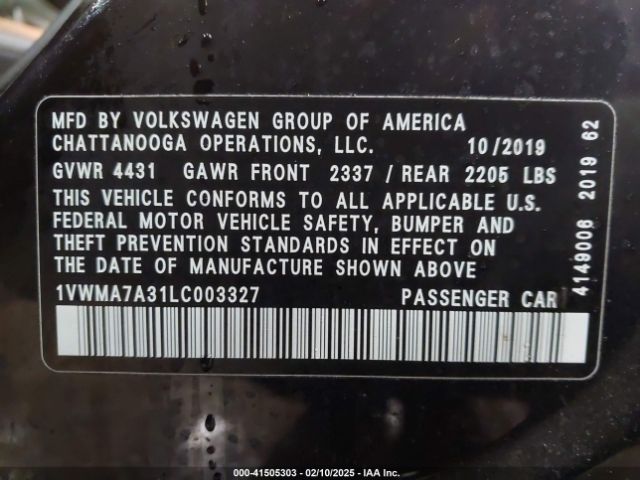 MFD BY VOLKSWAGEN GROUP OF AMERICA
CHATTANOOGA OPERATIONS, LLC. 10/2019
GVWR 4431 GAWR FRONT 2337 / REAR 2205 LBS
THIS VEHICLE CONFORMS TO ALL APPLICABLE U.S.
FEDERAL MOTOR VEHICLE SAFETY, BUMPER AND
THEFT PREVENTION STANDARDS IN EFFECT ON
THE DATE OF MANUFACTURE SHOWN ABOVE
1VWMA7A31LC003327 PASSENGER CAR
4149006 2019 62
000-41505303 - 02/10/2025 - IAA Inc.